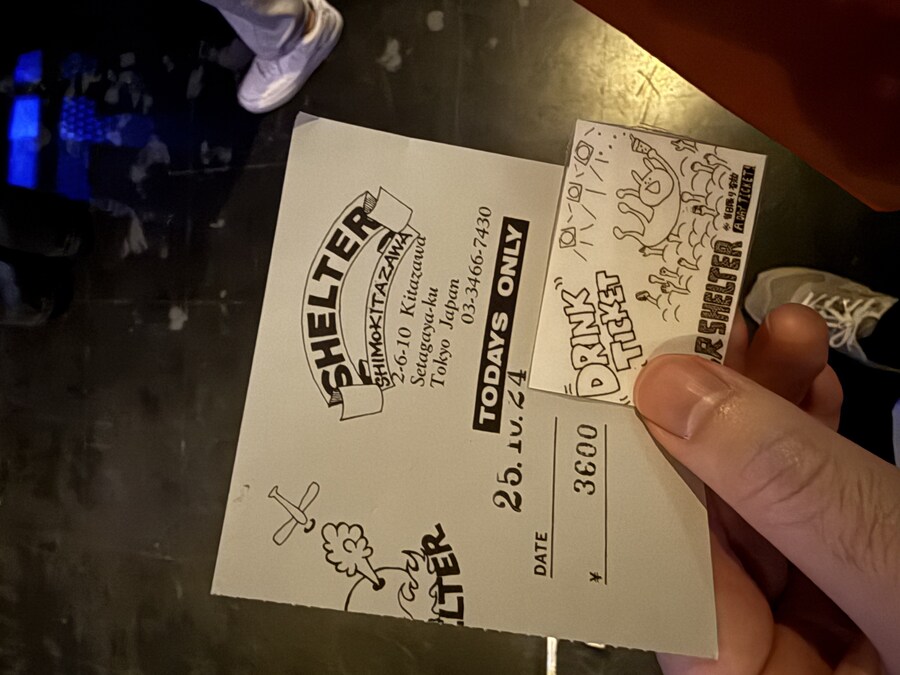 SHELTER
SHIMOKITAZAWA
2-6-10 Kitazawa
Setagaya-ku
Tokyo Japan
03-3466-7430
TODAYS ONLY
25.10.24
DATE
¥ 3600
LTER
DRINK
TICKET
SHELTER